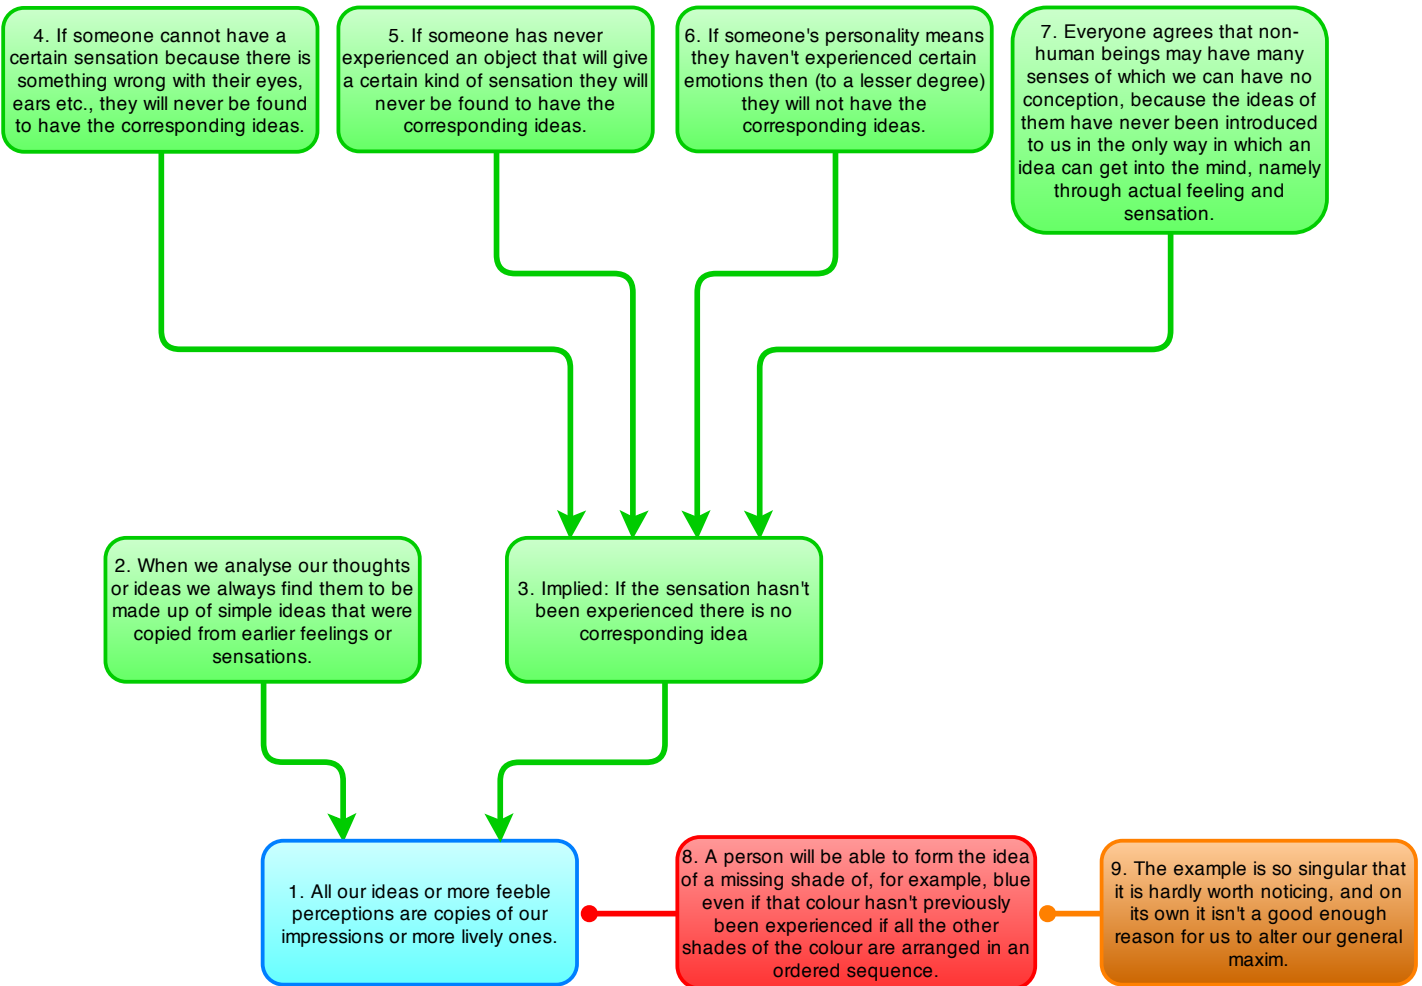 4. If someone cannot have a
certain sensation because there is
something wrong with their eyes,
ears etc., they will never be found
to have the corresponding ideas.
5. If someone has never
experienced an object that will give
a certain kind of sensation they will
never be found to have the
corresponding ideas.
6. If someone's personality means
they haven't experienced certain
emotions then (to a lesser degree)
they will not have the
corresponding ideas.
7. Everyone agrees that non-
human beings may have many
senses of which we can have no
conception, because the ideas of
them have never been introduced
to us in the only way in which an
idea can get into the mind, namely
through actual feeling and
sensation.
2. When we analyse our thoughts
or ideas we always find them to be
made up of simple ideas that were
copied from earlier feelings or
sensations.
3. Implied: If the sensation hasn't
been experienced there is no
corresponding idea
1. All our ideas or more feeble
perceptions are copies of our
impressions or more lively ones.
8. A person will be able to form the idea
of a missing shade of, for example, blue
even if that colour hasn't previously
been experienced if all the other
shades of the colour are arranged in an
ordered sequence.
9. The example is so singular that
it is hardly worth noticing, and on
its own it isn't a good enough
reason for us to alter our general
maxim.